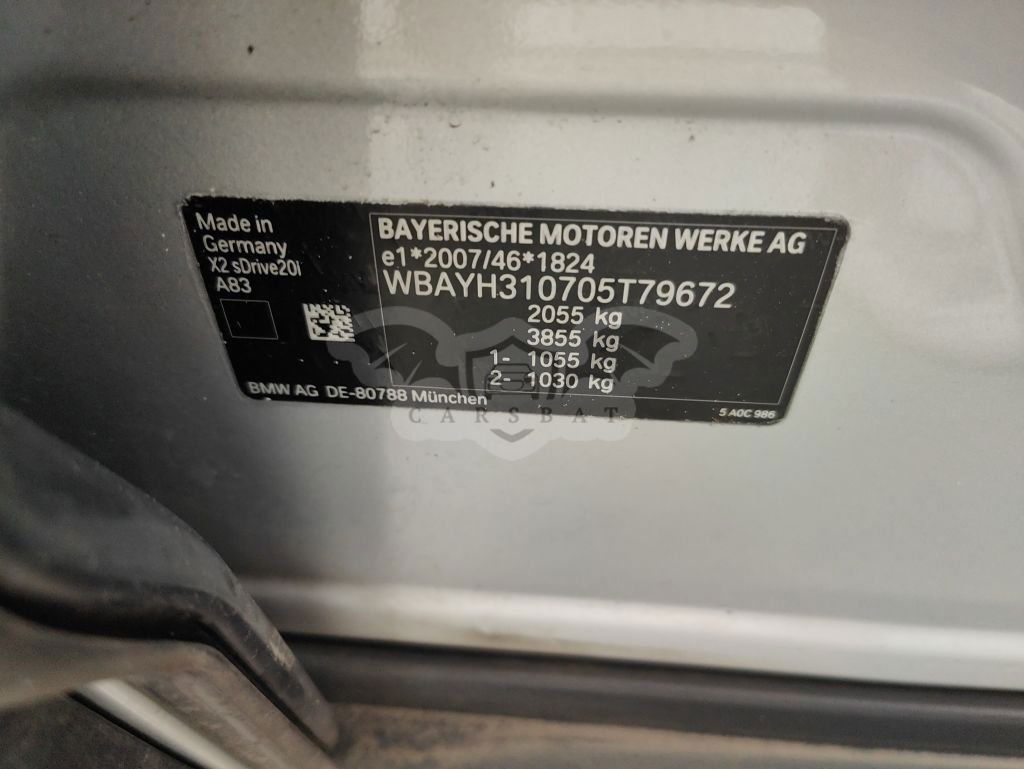 Made in
Germany
X2 sDrive20i
A83
BAYERISCHE MOTOREN WERKE AG
e1*2007/46*1824
WBAYH310705T79672
2055 kg
3855 kg
1- 1055 kg
2- 1030 kg
BMW AG DE-80788 München
5 A0C 986
CARSBAT